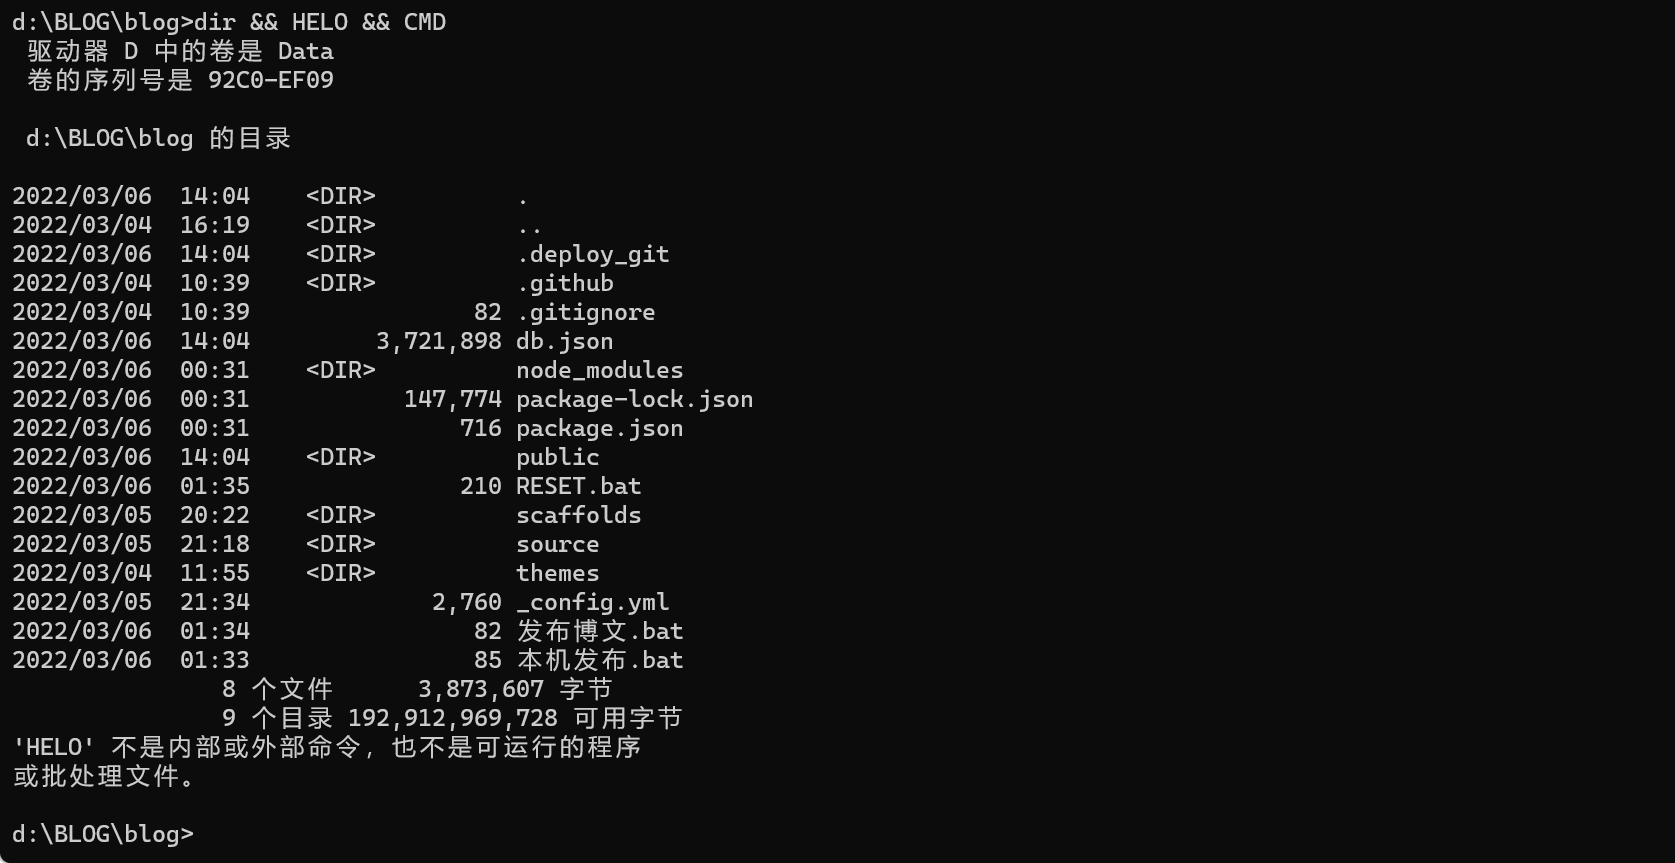 d:\BLOG\blog>dir && HELO && CMD
 驱动器 D 中的卷是 Data
 卷的序列号是 92C0-EF09

 d:\BLOG\blog 的目录

2022/03/06  14:04    <DIR>          .
2022/03/04  16:19    <DIR>          ..
2022/03/06  14:04    <DIR>          .deploy_git
2022/03/04  10:39    <DIR>          .github
2022/03/04  10:39                82 .gitignore
2022/03/06  14:04         3,721,898 db.json
2022/03/06  00:31    <DIR>          node_modules
2022/03/06  00:31           147,774 package-lock.json
2022/03/06  00:31               716 package.json
2022/03/06  14:04    <DIR>          public
2022/03/06  01:35               210 RESET.bat
2022/03/05  20:22    <DIR>          scaffolds
2022/03/05  21:18    <DIR>          source
2022/03/04  11:55    <DIR>          themes
2022/03/05  21:34             2,760 _config.yml
2022/03/06  01:34                82 发布博文.bat
2022/03/06  01:33                85 本机发布.bat
               8 个文件      3,873,607 字节
               9 个目录 192,912,969,728 可用字节
'HELO' 不是内部或外部命令，也不是可运行的程序
或批处理文件。

d:\BLOG\blog>